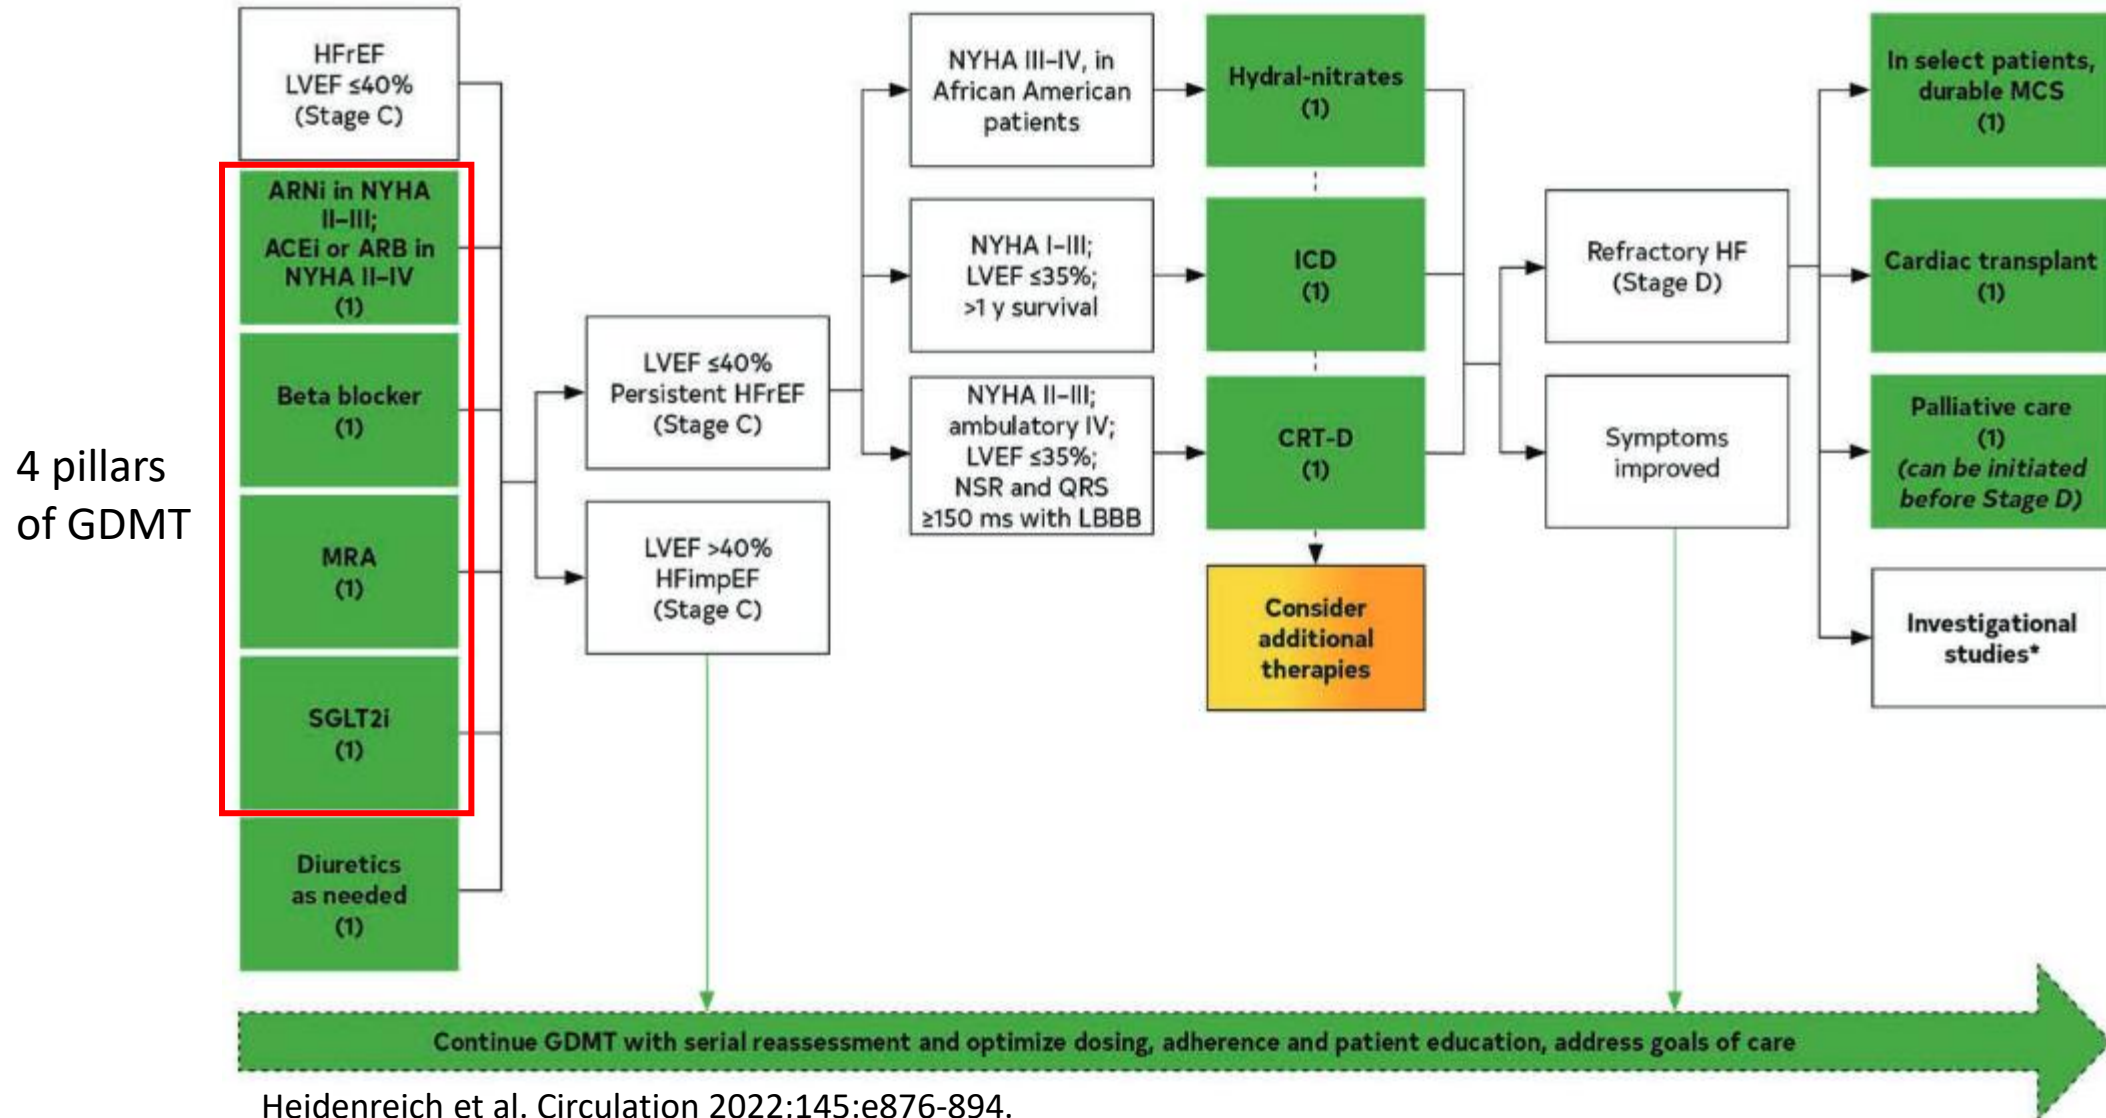 HFrEF
LVEF ≤40%
(Stage C)
ARNi in NYHA
II–III;
ACEi or ARB in
NYHA II–IV
(1)
Beta blocker
(1)
MRA
(1)
SGLT2i
(1)
Diuretics
as needed
(1)
4 pillars
of GDMT
LVEF ≤40%
Persistent HFrEF
(Stage C)
LVEF >40%
HFimpEF
(Stage C)
NYHA III–IV, in
African American
patients
NYHA I–III;
LVEF ≤35%;
>1 y survival
NYHA II–III;
ambulatory IV;
LVEF ≤35%;
NSR and QRS
≥150 ms with LBBB
Hydral-nitrates
(1)
ICD
(1)
CRT-D
(1)
Consider
additional
therapies
Refractory HF
(Stage D)
Symptoms
improved
In select patients,
durable MCS
(1)
Cardiac transplant
(1)
Palliative care
(1)
(can be initiated
before Stage D)
Investigational
studies*
Continue GDMT with serial reassessment and optimize dosing, adherence and patient education, address goals of care
Heidenreich et al. Circulation 2022;145:e876-894.